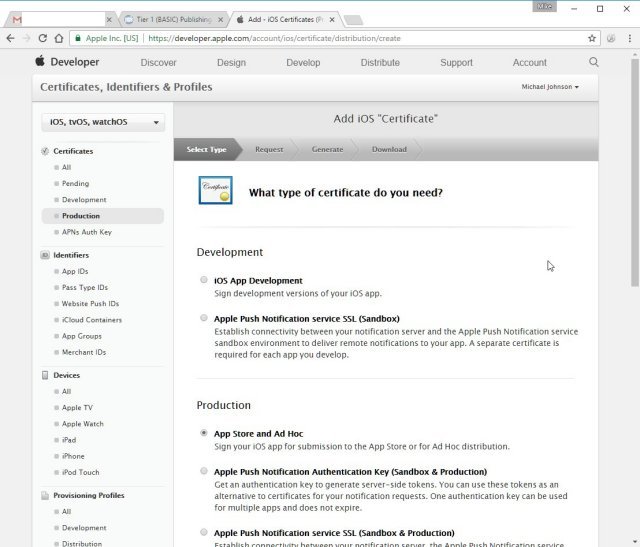 Mike
Tier 1 (BASIC) Publishing
Add - iOS Certificates (Pr
Apple Inc. [US]
https://developer.apple.com/account/ios/certificate/distribution/create
Developer
Discover
Design
Develop
Distribute
Support
Account
Certificates, Identifiers & Profiles
Michael Johnson
iOS, tvOS, watchOS
Add iOS "Certificate"
Select Type
Request
Generate
Download
Certificates
All
Pending
Development
Production
APNs Auth Key
Identifiers
App IDs
Pass Type IDs
Website Push IDs
iCloud Containers
App Groups
Merchant IDs
Devices
All
Apple TV
Apple Watch
iPad
iPhone
iPod Touch
Provisioning Profiles
All
Development
Distribution
Certificate
What type of certificate do you need?
Development
iOS App Development
Sign development versions of your iOS app.
Apple Push Notification service SSL (Sandbox)
Establish connectivity between your notification server and the Apple Push Notification service
sandbox environment to deliver remote notifications to your app. A separate certificate is
required for each app you develop.
Production
App Store and Ad Hoc
Sign your iOS app for submission to the App Store or for Ad Hoc distribution.
Apple Push Notification Authentication Key (Sandbox & Production)
Get an authentication key to generate server-side tokens. You can use these tokens as an
alternative to certificates for your notification requests. One authentication key can be used
for multiple apps and does not expire.
Apple Push Notification service SSL (Sandbox & Production)
Establish connectivity between your notification server, the Apple Push Notification service